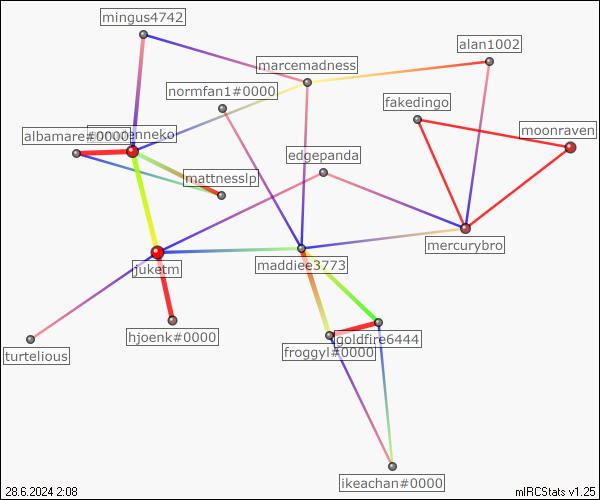 mingus4742
alan1002
marcemadness
normfan1#0000
fakedingo
moonraven
albamare#0000
edgepanda
mattnesslp
mercurybro
maddiee3773
juketm
hjoenk#0000
goldfire6444
froggyl#0000
turtelious
ikeachan#0000
28.6.2024 2:08
mIRCStats v1.25